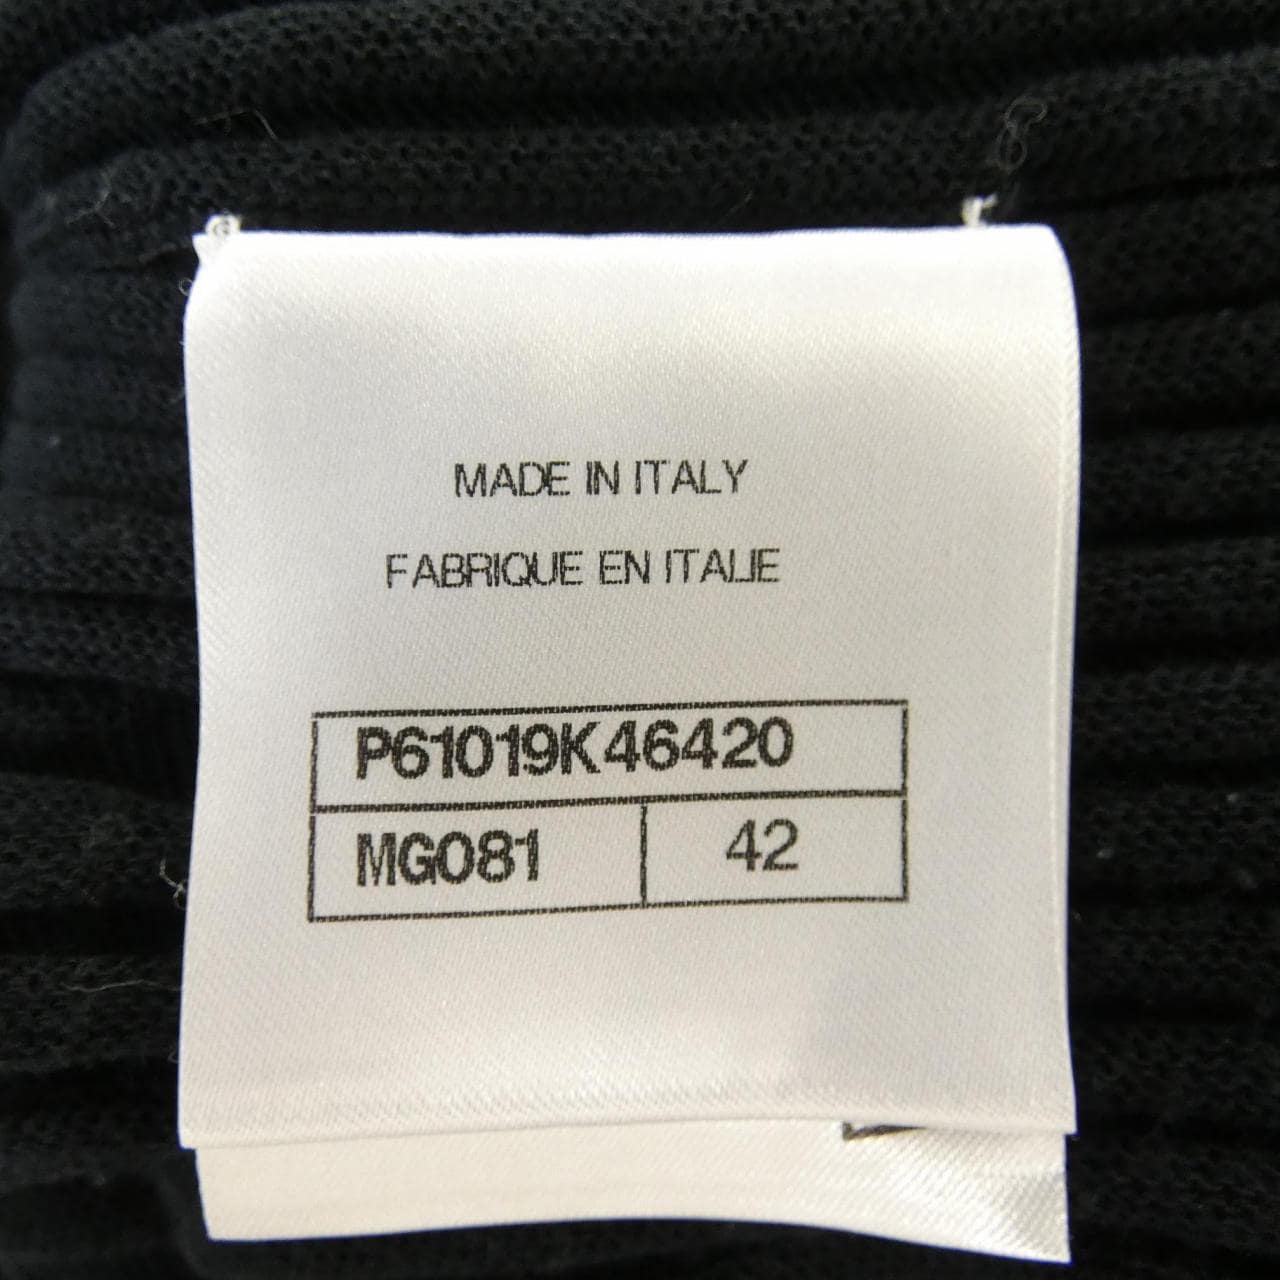 MADE IN ITALY
FABRIQUE EN ITALIE
P61019K46420
MG081 42